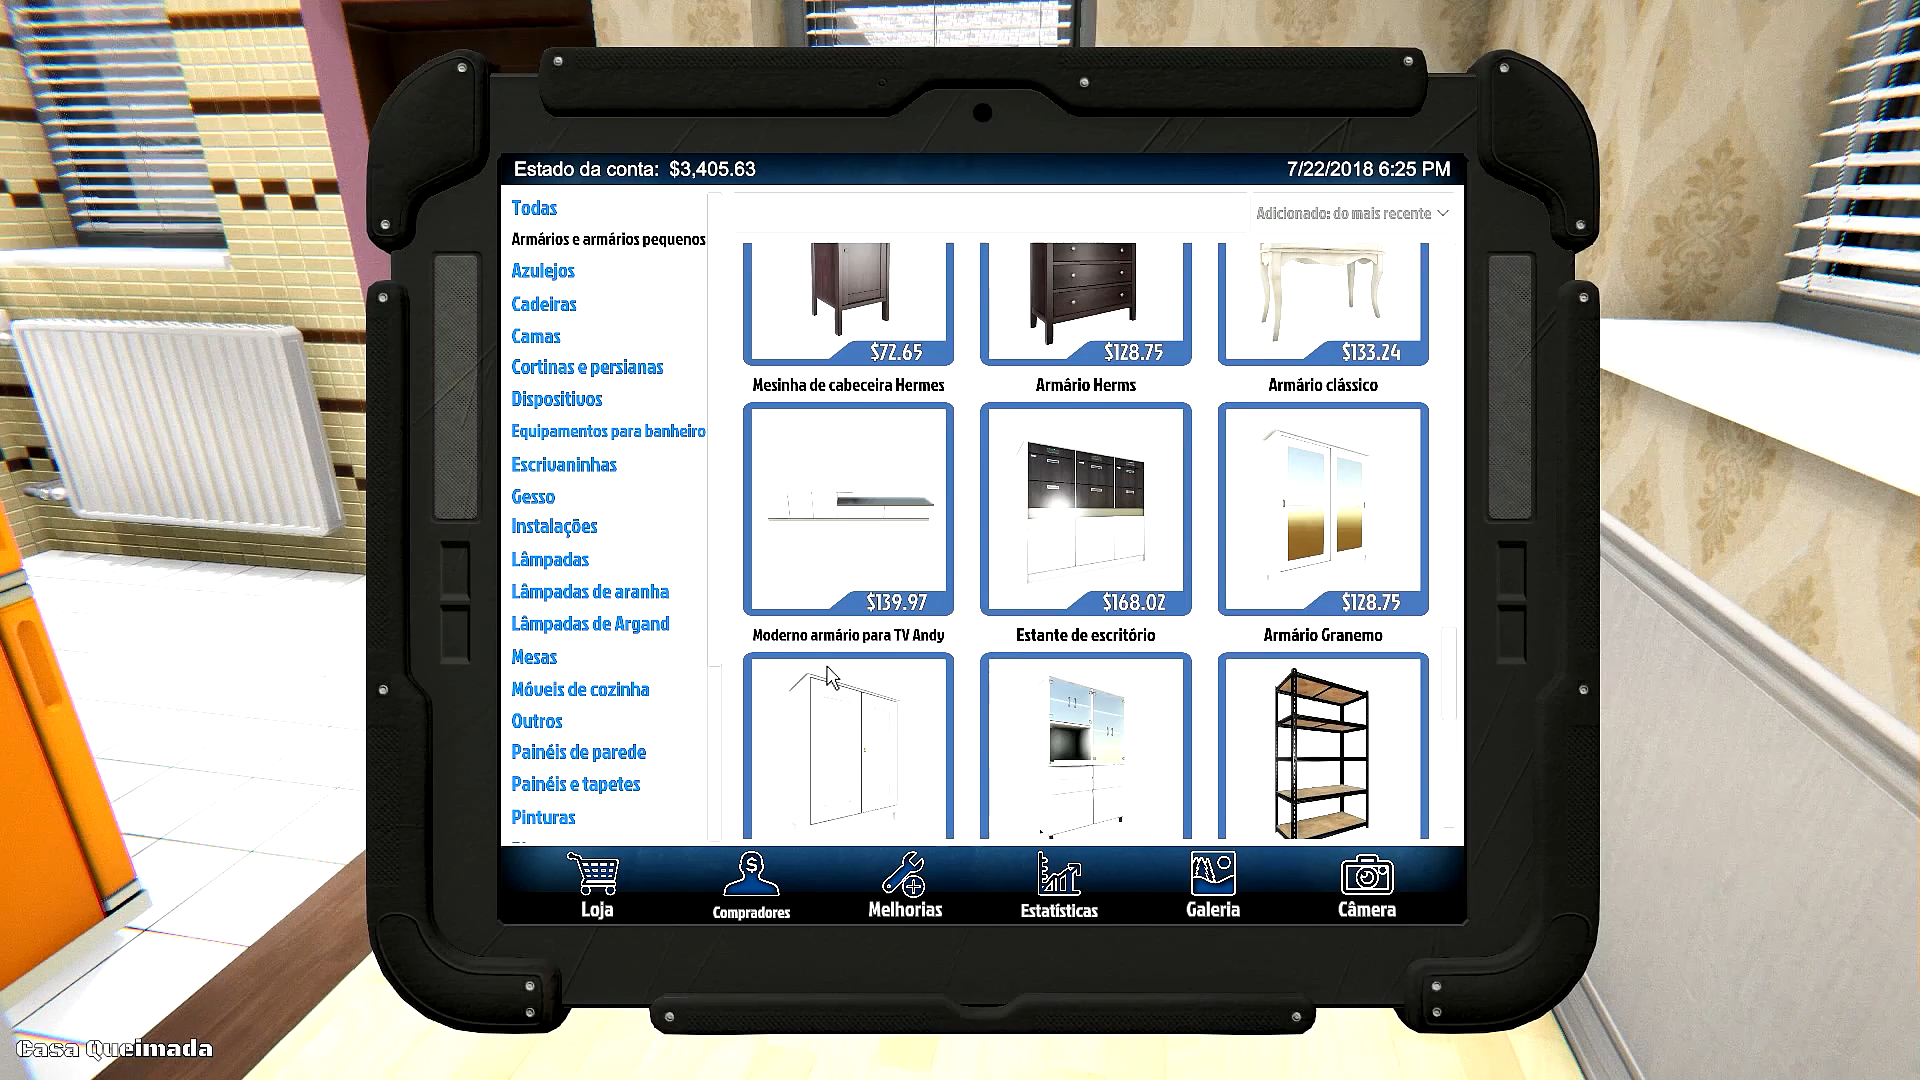 Estado da conta: $3,405.63
7/22/2018 6:25 PM
Todas
Armários e armários pequenos
Azulejos
Cadeiras
Camas
Cortinas e persianas
Dispositivos
Equipamentos para banheiro
Escrivaninhas
Gesso
Instalações
Lâmpadas
Lâmpadas de aranha
Lâmpadas de Argand
Mesas
Móveis de cozinha
Outros
Painéis de parede
Painéis e tapetes
Pinturas
Adicionado: do mais recente
$72.65
$128.75
$133.24
Mesinha de cabeceira Hermes
Armário Herms
Armário clássico
$139.97
$168.02
$128.75
Moderno armário para TV Andy
Estante de escritório
Armário Granemo
Loja
Compradores
Melhorias
Estatísticas
Galeria
Câmera
Casa Queimada